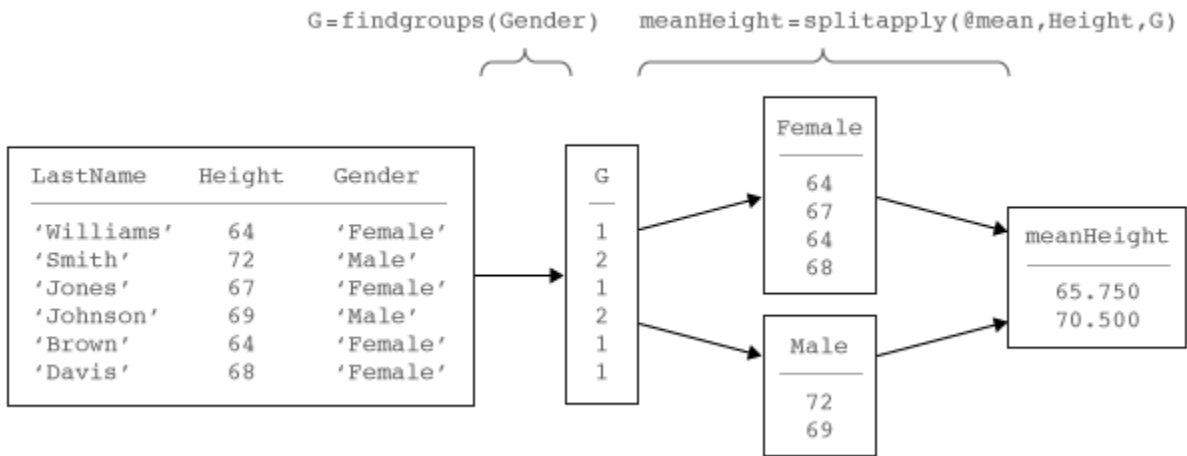 G=findgroups(Gender) meanHeight=splitapply(@mean,Height,G)
LastName Height Gender
‘Williams’ 64 ‘Female’
‘Smith’ 72 ‘Male’
‘Jones’ 67 ‘Female’
‘Johnson’ 69 ‘Male’
‘Brown’ 64 ‘Female’
‘Davis’ 68 ‘Female’
G
1
2
1
2
1
1
Female
64
67
64
68
Male
72
69
meanHeight
65.750
70.500